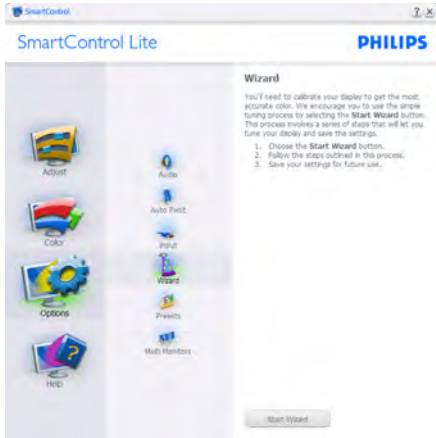 SmartControl
SmartControl Lite
PHILIPS
Adjust
Color
Options
Help
Audio
Auto Pivot
Input
Wizard
Presets
Multi Monitors
Wizard
You'll need to calibrate your display to get the most
accurate color. We encourage you to use the simple
tuning process by selecting the Start Wizard button.
This process invokes a series of steps that will let you
tune your display and save the settings.
1. Choose the Start Wizard button.
2. Follow the steps outlined in this process.
3. Save your settings for future use.
Start Wizard